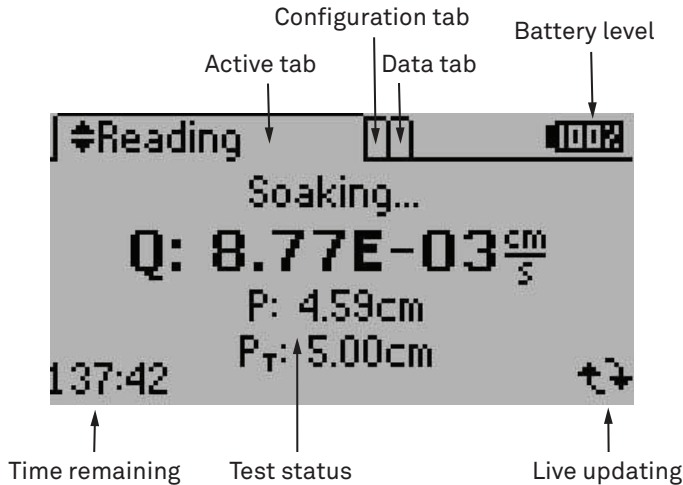 Configuration tab
Battery level
Active tab
Data tab
Reading
100%
Soaking...
Q: 8.77E-03 cm/s
P: 4.59cm
PT: 5.00cm
137:42
Time remaining
Test status
Live updating